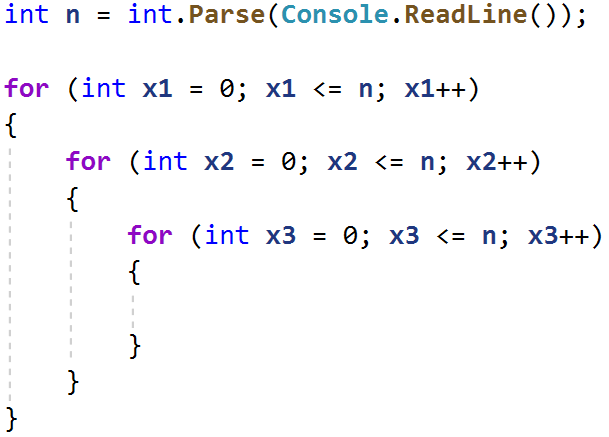 int n = int.Parse(Console.ReadLine());
for (int x1 = 0; x1 <= n; x1++)
{
for (int x2 = 0; x2 <= n; x2++)
{
for (int x3 = 0; x3 <= n; x3++)
{
}
}
}